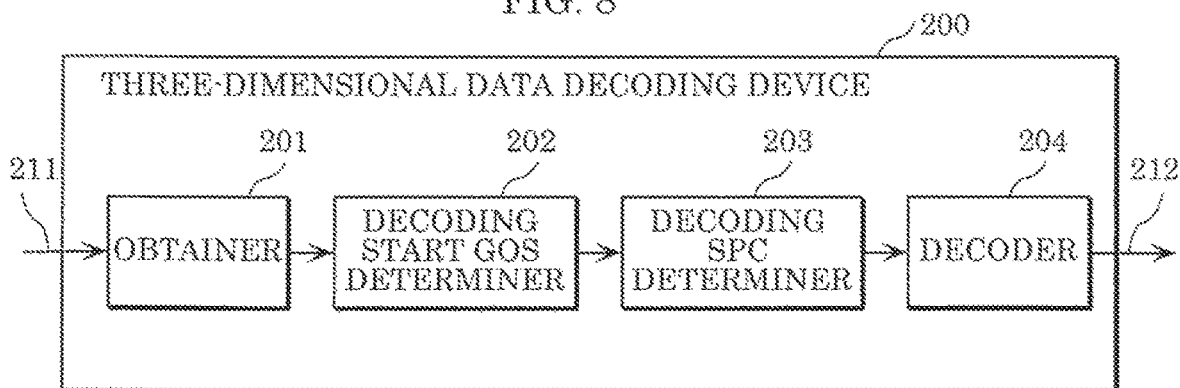 FIG. 8
200
THREE-DIMENSIONAL DATA DECODING DEVICE
201
202
203
204
211
212
OBTAINER
DECODING
START GOS
DETERMINER
DECODING
SPC
DETERMINER
DECODER